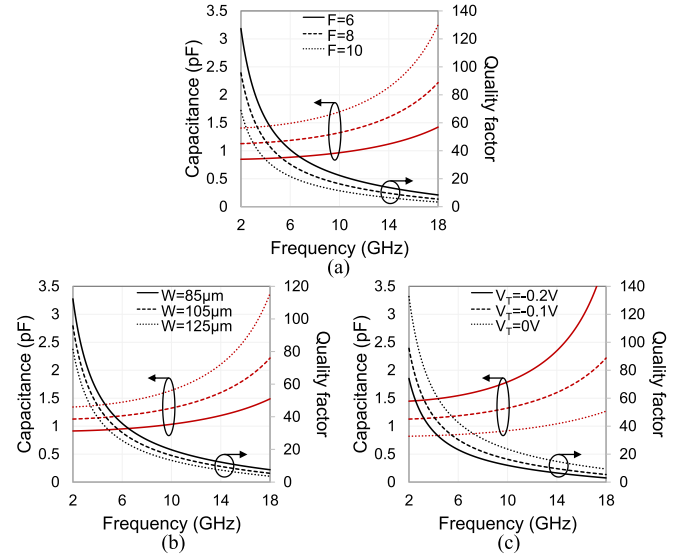 3.5
3
2.5
2
1.5
1
0.5
0
Capacitance (pF)
F=6
F=8
F=10
140
120
100
80
60
40
20
0
Quality factor
2 6 10 14 18
Frequency (GHz)
(a)
3.5
3
2.5
2
1.5
1
0.5
0
Capacitance (pF)
W=85μm
W=105μm
W=125μm
120
100
80
60
40
20
0
Quality factor
2 6 10 14 18
Frequency (GHz)
(b)
3.5
3
2.5
2
1.5
1
0.5
0
Capacitance (pF)
V_T=-0.2V
V_T=-0.1V
V_T=0V
140
120
100
80
60
40
20
0
Quality factor
2 6 10 14 18
Frequency (GHz)
(c)